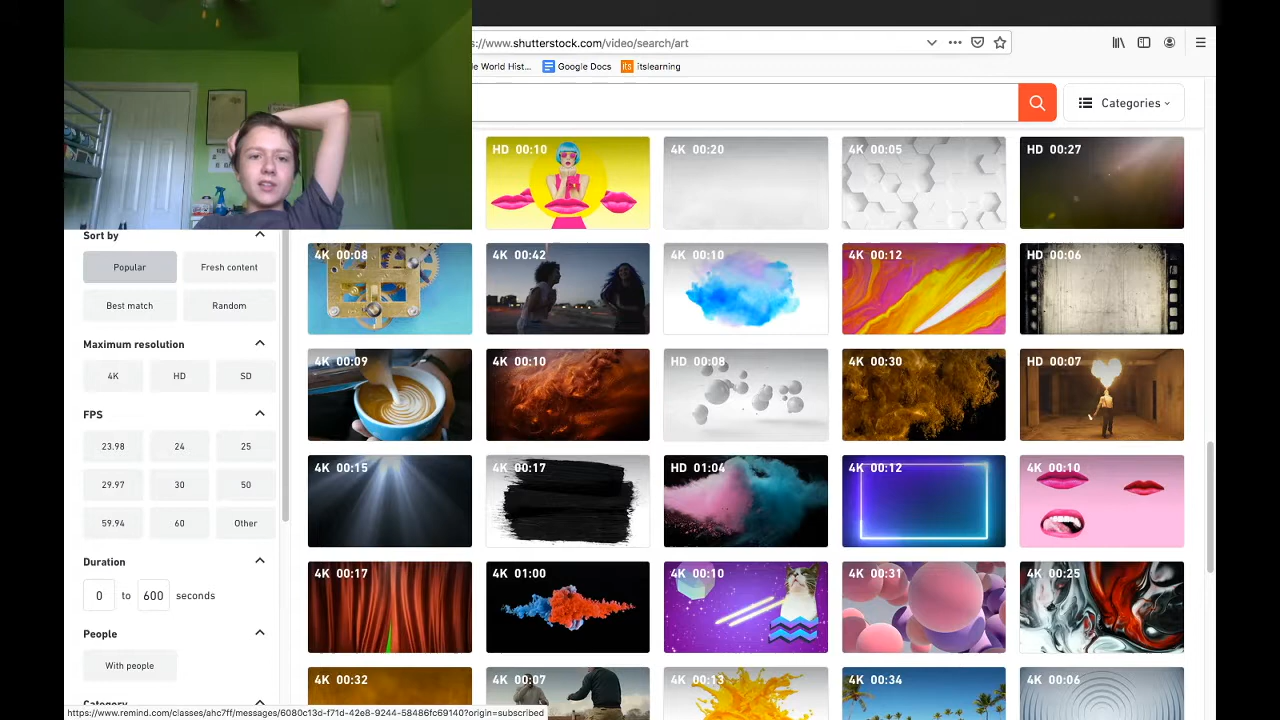 s://www.shutterstock.com/video/search/art
le World Hist...
Google Docs
its
itslearning
Categories
HD 00:10
4K 00:20
4K 00:05
HD 00:27
Sort by
Popular
Fresh content
Best match
Random
4K 00:08
4K 00:42
4K 00:10
4K 00:12
HD 00:06
Maximum resolution
4K
HD
SD
4K 00:09
4K 00:10
HD 00:08
4K 00:30
HD 00:07
FPS
23.98
24
25
29.97
30
50
59.94
60
Other
4K 00:15
4K 00:17
HD 01:04
4K 00:12
4K 00:10
Duration
0 to 600 seconds
4K 00:17
4K 01:00
4K 00:10
4K 00:31
4K 00:25
People
With people
4K 00:32
4K 00:07
4K 00:13
4K 00:34
4K 00:06
Category
https://www.remind.com/classes/ahc7ff/messages/6080c13d-f71d-42e8-9244-58486fc69140?origin=subscribed